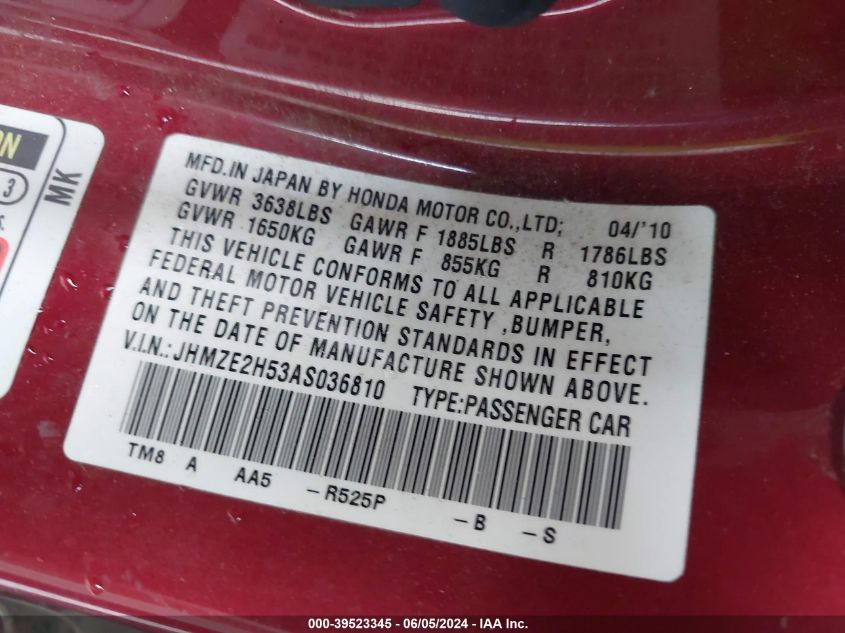 ON
3
MK
MFD.IN JAPAN BY HONDA MOTOR CO.,LTD; 04/'10
GVWR 3638LBS GAWR F 1885LBS R 1786LBS
GVWR 1650KG GAWR F 855KG R 810KG
THIS VEHICLE CONFORMS TO ALL APPLICABLE
FEDERAL MOTOR VEHICLE SAFETY ,BUMPER,
AND THEFT PREVENTION STANDARDS IN EFFECT
ON THE DATE OF MANUFACTURE SHOWN ABOVE.
V.I.N.:JHMZE2H53AS036810 TYPE:PASSENGER CAR
TM8 A AA5 -R525P -B -S
000-39523345 - 06/05/2024 - IAA Inc.